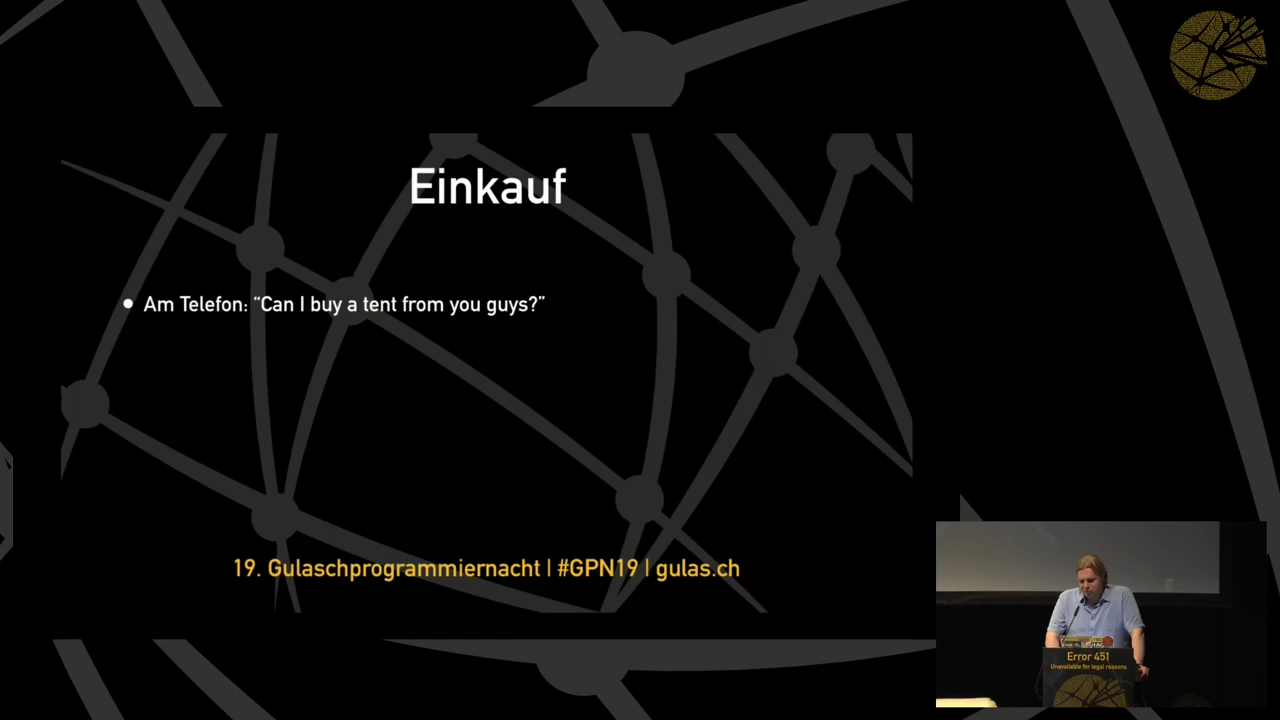 Einkauf
Am Telefon: “Can I buy a tent from you guys?”
19. Gulaschprogrammiernacht | #GPN19 | gulas.ch
Error 451
Unavailable for legal reasons